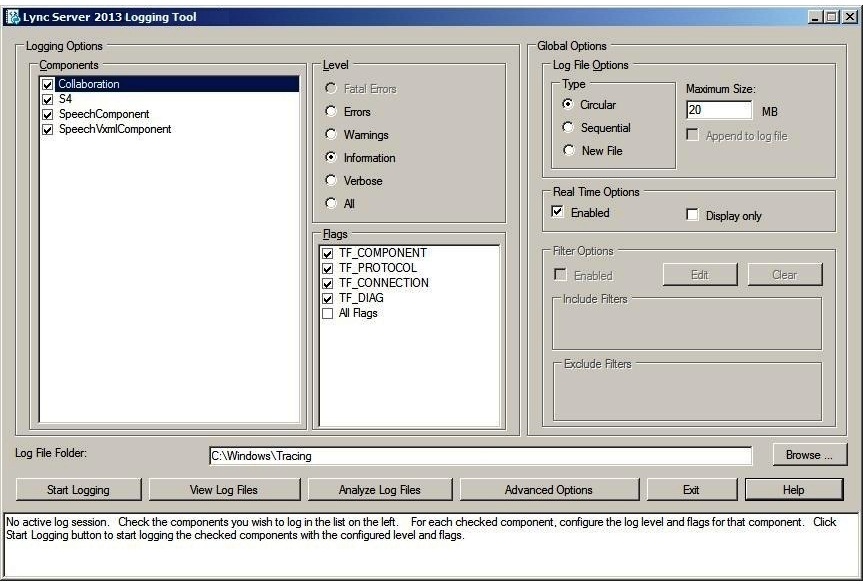 Lync Server 2013 Logging Tool
Logging Options
Components
Collaboration
S4
SpeechComponent
SpeechVxmlComponent
Level
Fatal Errors
Errors
Warnings
Information
Verbose
All
Flags
TF_COMPONENT
TF_PROTOCOL
TF_CONNECTION
TF_DIAG
All Flags
Global Options
Log File Options
Type
Circular
Sequential
New File
Maximum Size:
20 MB
Append to log file
Real Time Options
Enabled
Display only
Filter Options
Enabled
Edit
Clear
Include Filters
Exclude Filters
Log File Folder:
C:\Windows\Tracing
Browse ...
Start Logging
View Log Files
Analyze Log Files
Advanced Options
Exit
Help
No active log session. Check the components you wish to log in the list on the left. For each checked component, configure the log level and flags for that component. Click
Start Logging button to start logging the checked components with the configured level and flags.